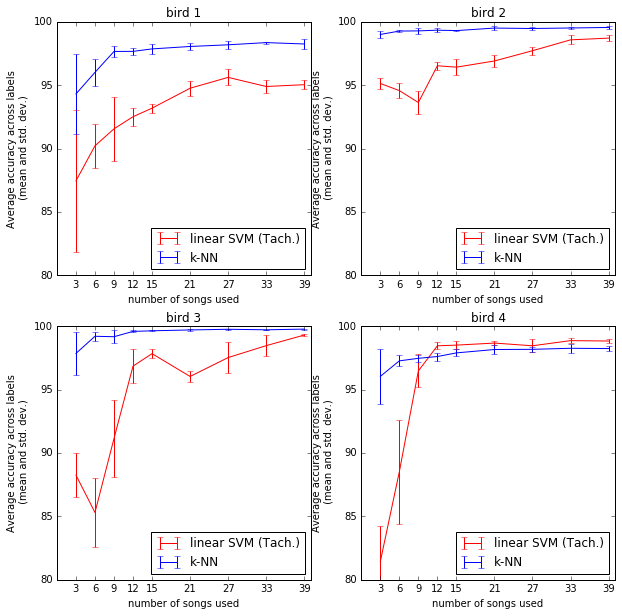 bird 1
100
95
90
85
80
Average accuracy across labels
(mean and std. dev.)
linear SVM (Tach.)
k-NN
3 6 9 12 15 21 27 33 39
number of songs used
bird 2
100
95
90
85
80
Average accuracy across labels
(mean and std. dev.)
linear SVM (Tach.)
k-NN
3 6 9 12 15 21 27 33 39
number of songs used
bird 3
100
95
90
85
80
Average accuracy across labels
(mean and std. dev.)
linear SVM (Tach.)
k-NN
3 6 9 12 15 21 27 33 39
number of songs used
bird 4
100
95
90
85
80
Average accuracy across labels
(mean and std. dev.)
linear SVM (Tach.)
k-NN
3 6 9 12 15 21 27 33 39
number of songs used